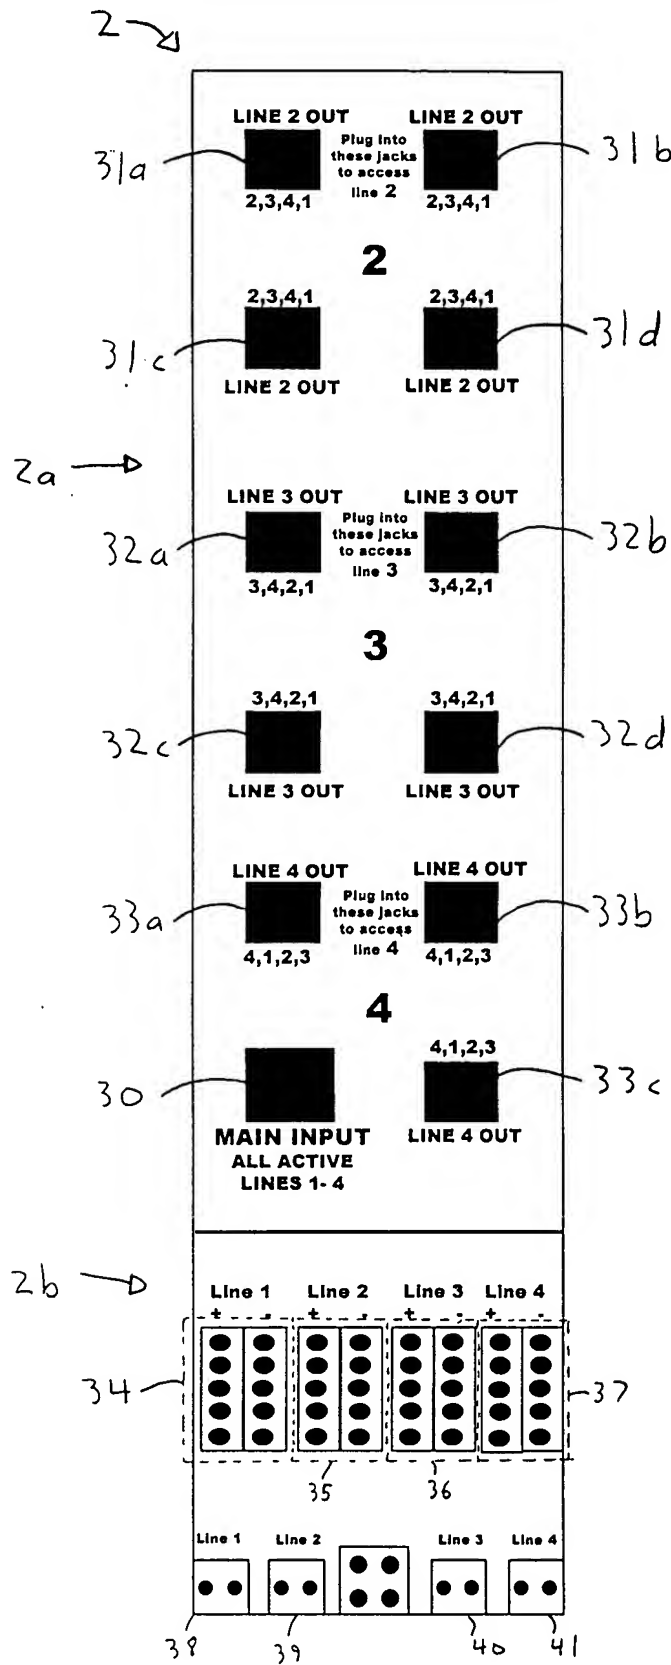 2
LINE 2 OUT LINE 2 OUT
31a Plug into these jacks to access line 2 31b
2,3,4,1 2,3,4,1
2
2,3,4,1 2,3,4,1
31c 31d
LINE 2 OUT LINE 2 OUT
2a
LINE 3 OUT LINE 3 OUT
32a Plug into these jacks to access line 3 32b
3,4,2,1 3,4,2,1
3
3,4,2,1 3,4,2,1
32c 32d
LINE 3 OUT LINE 3 OUT
LINE 4 OUT LINE 4 OUT
33a Plug into these jacks to access line 4 33b
4,1,2,3 4,1,2,3
4
4,1,2,3
30 33c
MAIN INPUT LINE 4 OUT
ALL ACTIVE
LINES 1- 4
2b
Line 1 Line 2 Line 3 Line 4
+ - + - + - + -
34 37
35 36
Line 1 Line 2 Line 3 Line 4
38 39 40 41